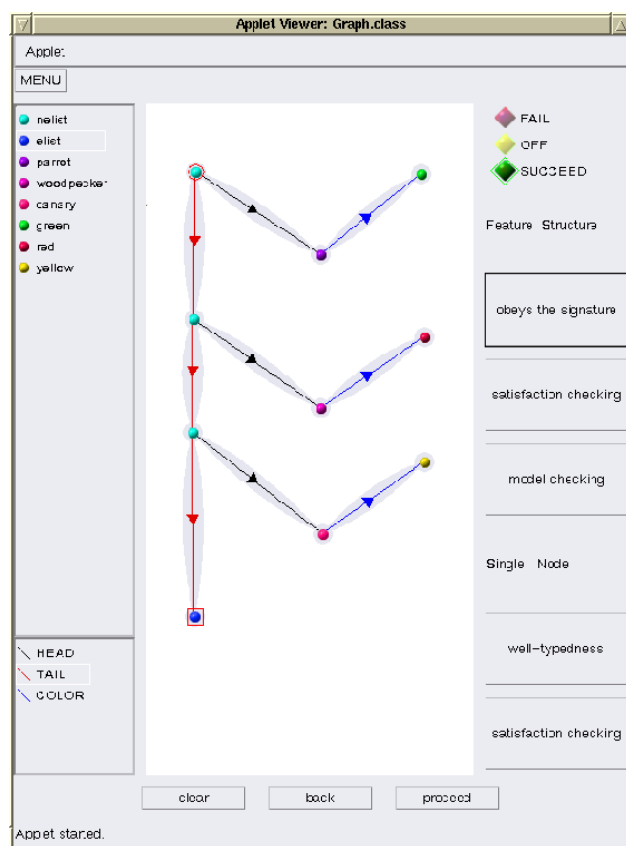 Applet Viewer: Graph.class
Applet
MENU
nelist
elist
parrot
woodpecker
canary
green
red
yellow
FAIL
OFF
SUCCEED
Feature Structure
obeys the signature
satisfaction checking
model checking
Single Node
well-typedness
satisfaction checking
HEAD
TAIL
COLOR
clear
back
proceed
Applet started.